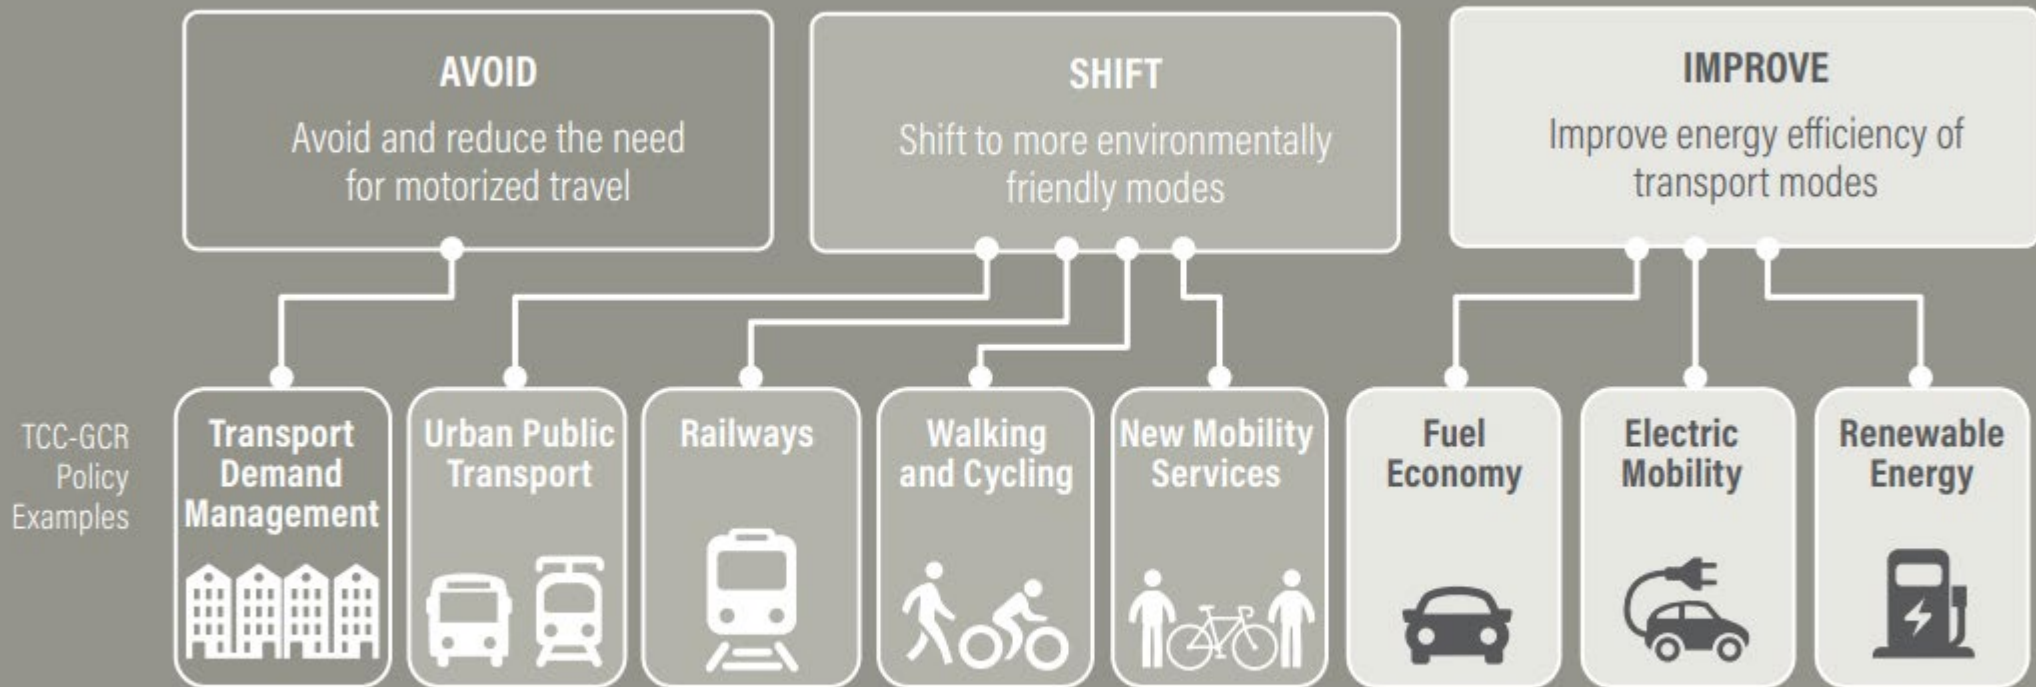 AVOID
Avoid and reduce the need
for motorized travel
SHIFT
Shift to more environmentally
friendly modes
IMPROVE
Improve energy efficiency of
transport modes
TCC-GCR
Policy
Examples
Transport
Demand
Management
Urban Public
Transport
Railways
Walking
and Cycling
New Mobility
Services
Fuel
Economy
Electric
Mobility
Renewable
Energy